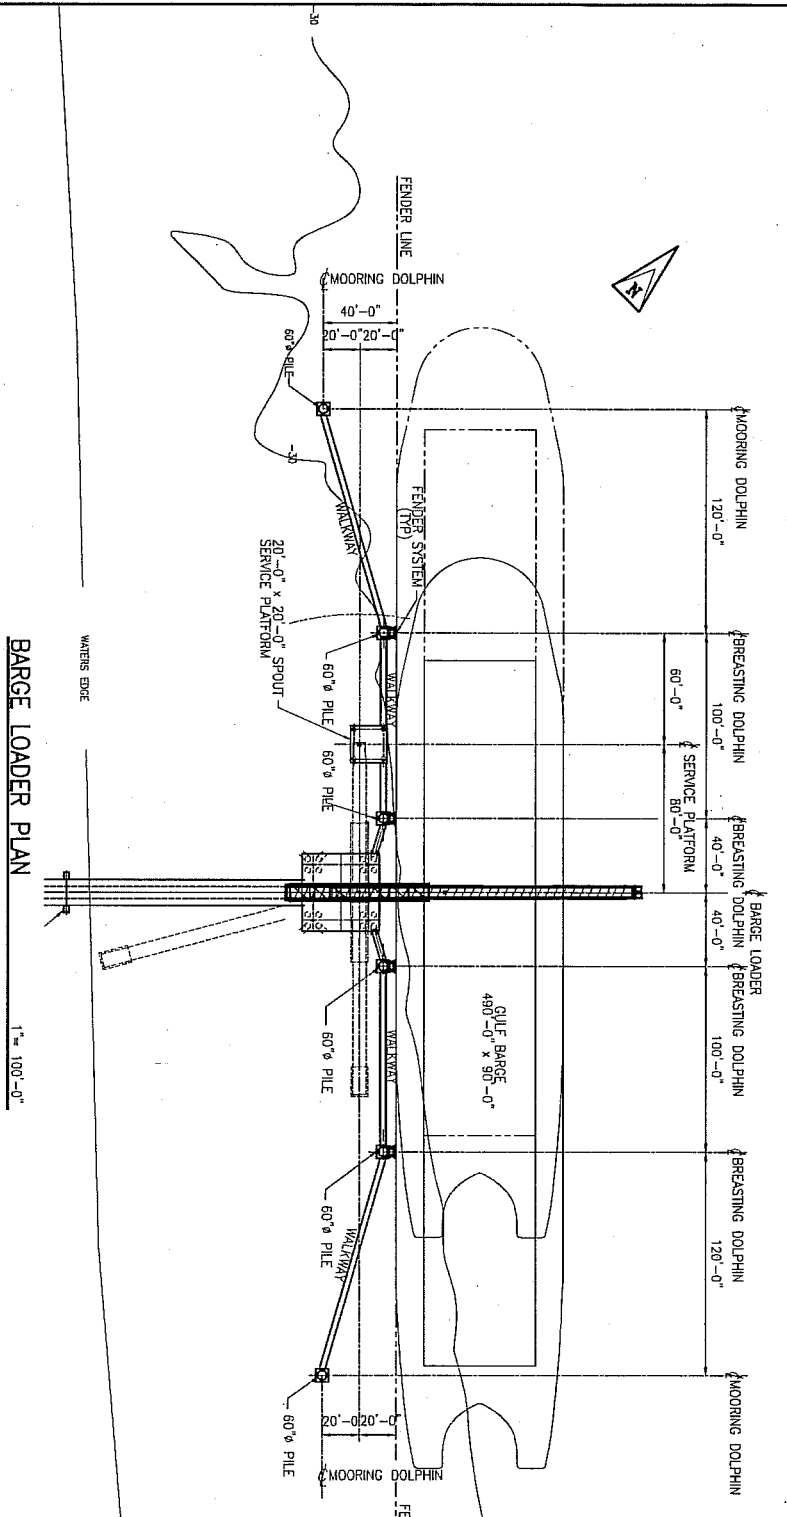 ℄ MOORING DOLPHIN
120'-0"
℄ BREASTING DOLPHIN
100'-0"
℄ BREASTING DOLPHIN
40'-0"
℄ BARGE LOADER
40'-0"
℄ BREASTING DOLPHIN
100'-0"
℄ BREASTING DOLPHIN
120'-0"
℄ MOORING DOLPHIN
60'-0"
℄ SERVICE PLATFORM
80'-0"
N
GULF BARGE
490'-0" x 90'-0"
FENDER LINE
FENDER SYSTEM
(TYP)
FE
℄ MOORING DOLPHIN
40'-0"
20'-0"
20'-0"
60"ø PILE
-30
-30
WALKWAY
WALKWAY
20'-0" x 20'-0" SPOUT
SERVICE PLATFORM
60"ø PILE
60"ø PILE
60"ø PILE
WALKWAY
60"ø PILE
WALKWAY
60"ø PILE
20'-0
20'-0"
℄ MOORING DOLPHIN
WATERS EDGE
BARGE LOADER PLAN
1"= 100'-0"